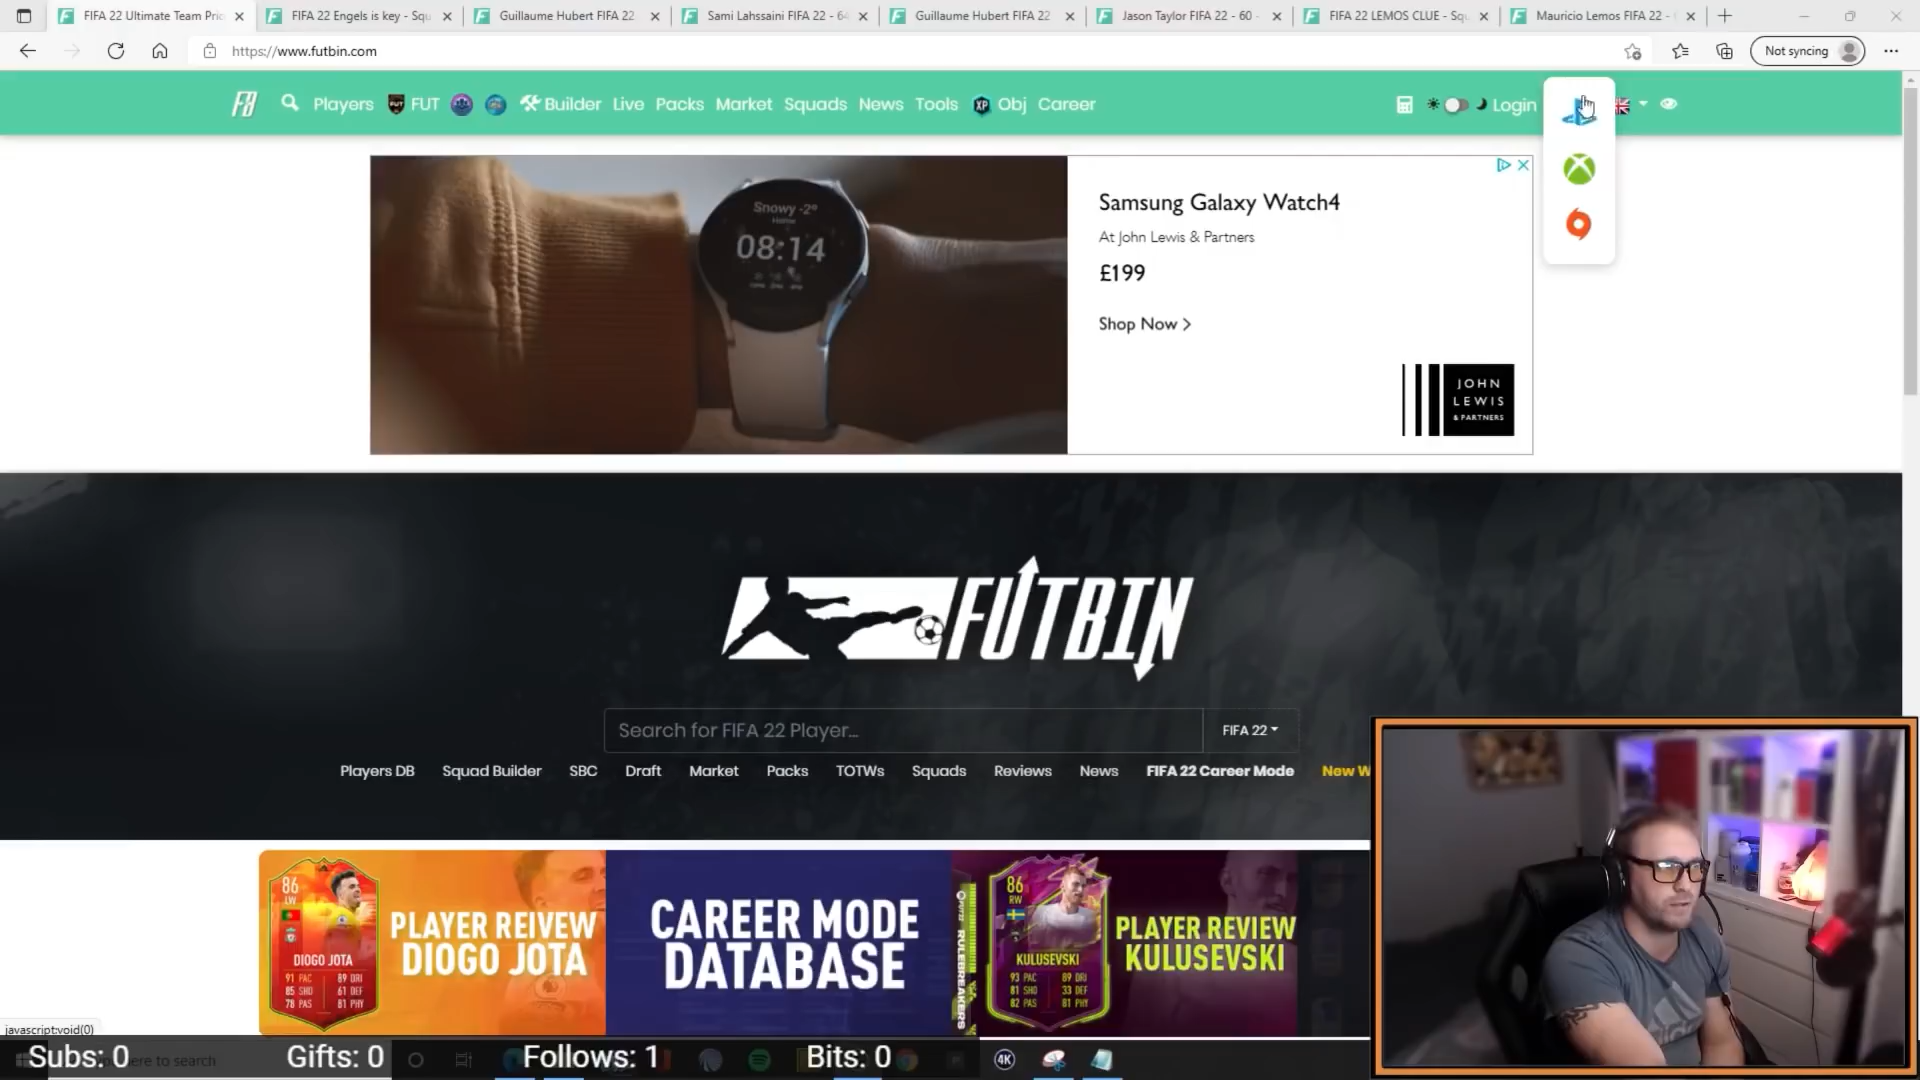 FIFA 22 Ultimate Team Pric
FIFA 22 Engels is key - Squ
Guillaume Hubert FIFA 22
Sami Lahssaini FIFA 22 - 64
Guillaume Hubert FIFA 22
Jason Taylor FIFA 22 - 60 -
FIFA 22 LEMOS CLUE - Squ
Mauricio Lemos FIFA 22 -
https://www.futbin.com
Not syncing
Players FUT Builder Live Packs Market Squads News Tools XP Obj Career
Login
Snowy -2°
Home
08:14
Samsung Galaxy Watch4
At John Lewis & Partners
£199
Shop Now >
JOHN
LEWIS
& PARTNERS
FUTBIN
Search for FIFA 22 Player...
FIFA 22
Players DB Squad Builder SBC Draft Market Packs TOTWs Squads Reviews News FIFA 22 Career Mode New W
86
LW
DIOGO JOTA
91 PAC 89 DRI
85 SHO 61 DEF
78 PAS 81 PHY
PLAYER REIVEW
DIOGO JOTA
CAREER MODE
DATABASE
RULEBREAKERS
86
RW
KULUSEVSKI
93 PAC 89 DRI
81 SHO 33 DEF
82 PAS 81 PHY
PLAYER REVIEW
KULUSEVSKI
javascript:void(0)
here to search
Subs: 0
Gifts: 0
Follows: 1
Bits: 0
4K